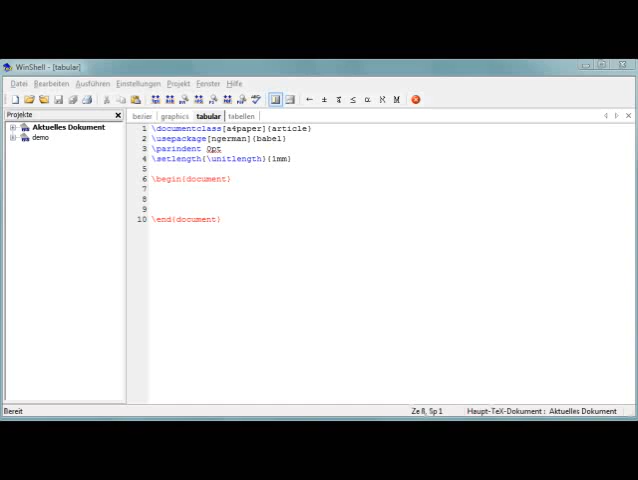 WinShell - [tabular]
Datei Bearbeiten Ausführen Einstellungen Projekt Fenster Hilfe
Projekte
bezier graphics tabular tabellen
Aktuelles Dokument
demo
1 \documentclass[a4paper]{article}
2 \usepackage[ngerman]{babel}
3 \parindent 0pt
4 \setlength{\unitlength}{1mm}
5
6 \begin{document}
7
8
9
10 \end{document}
Bereit
Ze 8, Sp 1
Haupt-TeX-Dokument : Aktuelles Dokument